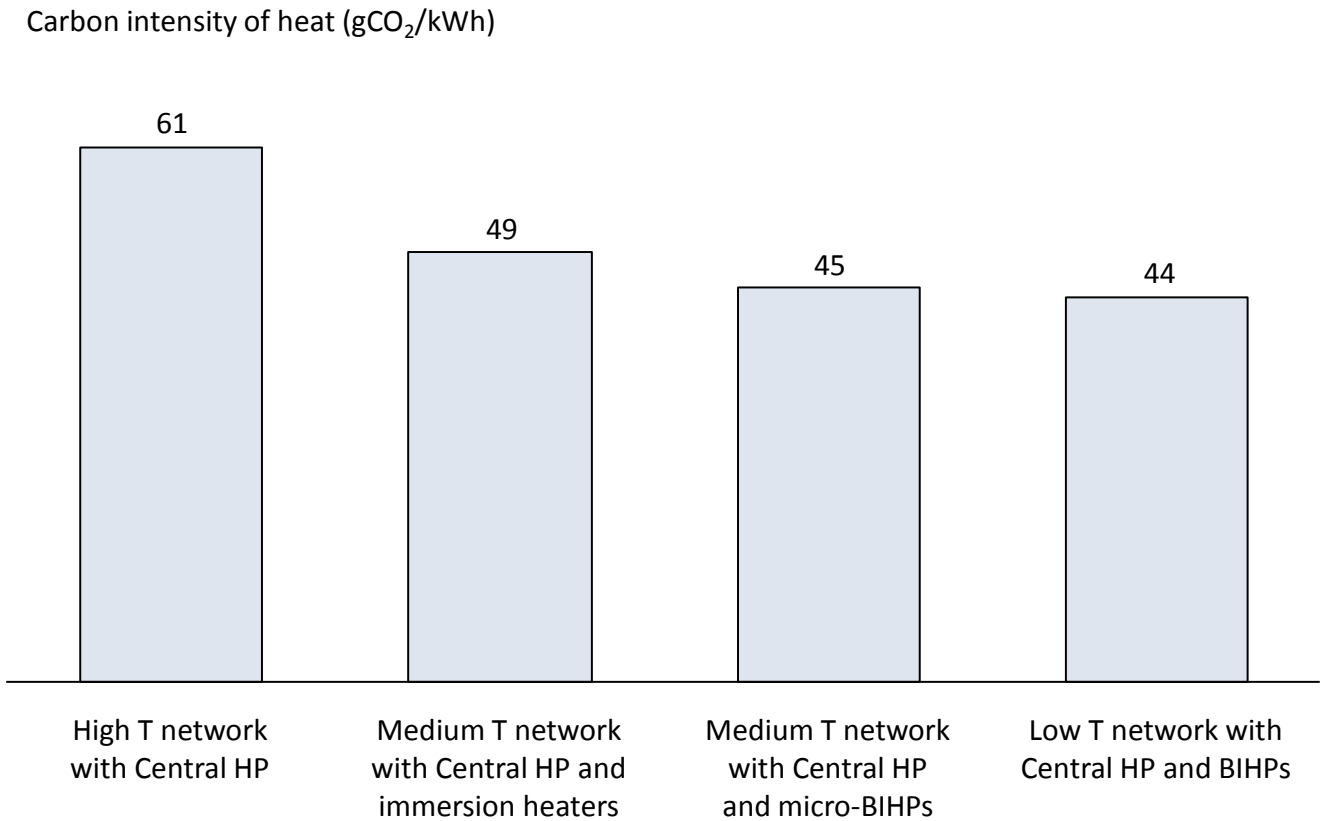 Carbon intensity of heat (gCO₂/kWh)
61
49
45
44
High T network
with Central HP
Medium T network
with Central HP and
immersion heaters
Medium T network
with Central HP
and micro-BIHPs
Low T network with
Central HP and BIHPs